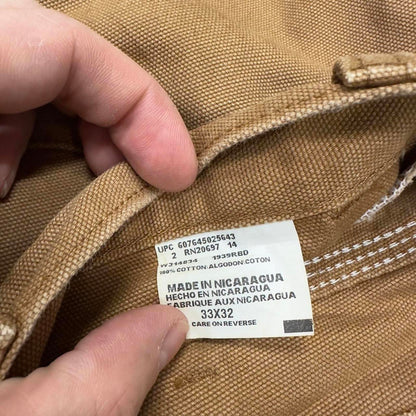 UPC 607645025643
2 RN20697 14
1939RBD
100% COTTON/ALGODON/COTON
MADE IN NICARAGUA
HECHO EN NICARAGUA
FABRIQUE AUX NICARAGUA
33X32
CARE ON REVERSE